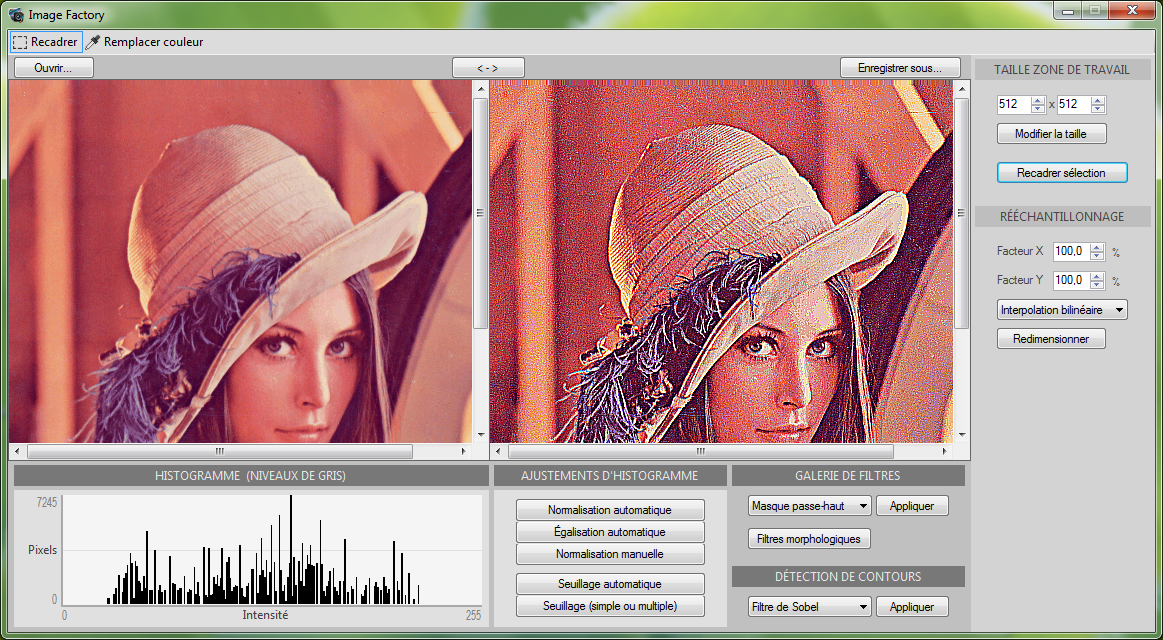 Image Factory
Recadrer Remplacer couleur
Ouvrir... < - > Enregistrer sous...
TAILLE ZONE DE TRAVAIL
512 x 512
Modifier la taille
Recadrer sélection
RÉÉCHANTILLONNAGE
Facteur X 100,0 %
Facteur Y 100,0 %
Interpolation bilinéaire
Redimensionner
HISTOGRAMME (NIVEAUX DE GRIS)
7245
Pixels
0
0 Intensité 255
AJUSTEMENTS D'HISTOGRAMME
Normalisation automatique
Égalisation automatique
Normalisation manuelle
Seuillage automatique
Seuillage (simple ou multiple)
GALERIE DE FILTRES
Masque passe-haut Appliquer
Filtres morphologiques
DÉTECTION DE CONTOURS
Filtre de Sobel Appliquer